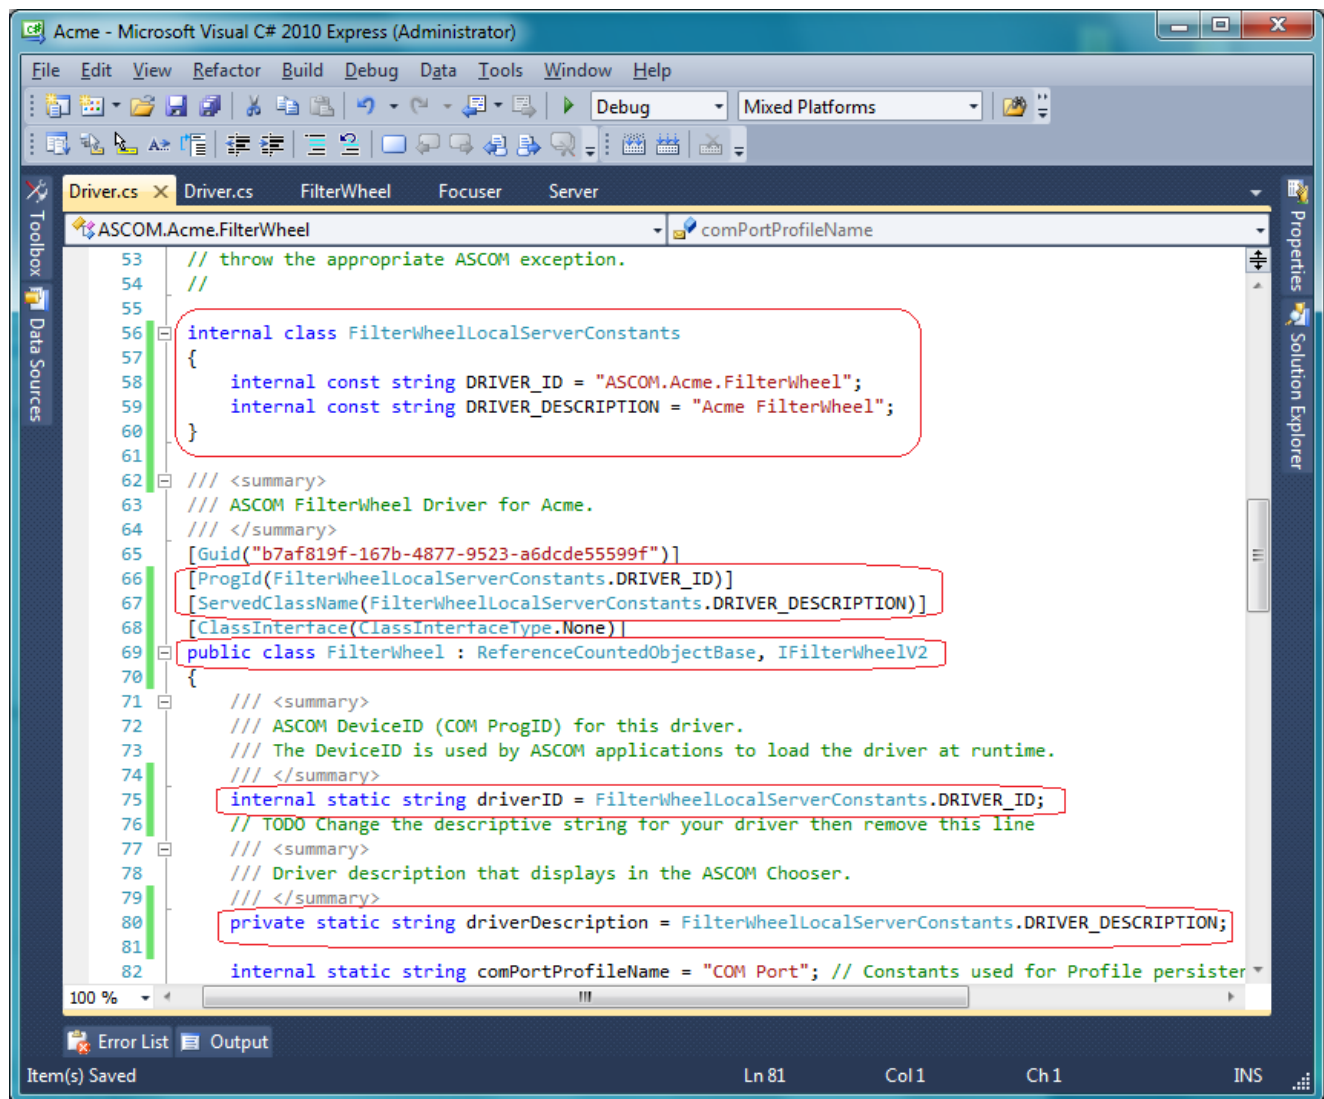 Acme - Microsoft Visual C# 2010 Express (Administrator)
File Edit View Refactor Build Debug Data Tools Window Help
Debug Mixed Platforms
Driver.cs Driver.cs FilterWheel Focuser Server
ASCOM.Acme.FilterWheel comPortProfileName
Toolbox
Data Sources
Properties
Solution Explorer
53 // throw the appropriate ASCOM exception.
54 //
55
56 internal class FilterWheelLocalServerConstants
57 {
58 internal const string DRIVER_ID = "ASCOM.Acme.FilterWheel";
59 internal const string DRIVER_DESCRIPTION = "Acme FilterWheel";
60 }
61
62 /// <summary>
63 /// ASCOM FilterWheel Driver for Acme.
64 /// </summary>
65 [Guid("b7af819f-167b-4877-9523-a6dcde55599f")]
66 [ProgId(FilterWheelLocalServerConstants.DRIVER_ID)]
67 [ServedClassName(FilterWheelLocalServerConstants.DRIVER_DESCRIPTION)]
68 [ClassInterface(ClassInterfaceType.None)]
69 public class FilterWheel : ReferenceCountedObjectBase, IFilterWheelV2
70 {
71 /// <summary>
72 /// ASCOM DeviceID (COM ProgID) for this driver.
73 /// The DeviceID is used by ASCOM applications to load the driver at runtime.
74 /// </summary>
75 internal static string driverID = FilterWheelLocalServerConstants.DRIVER_ID;
76 // TODO Change the descriptive string for your driver then remove this line
77 /// <summary>
78 /// Driver description that displays in the ASCOM Chooser.
79 /// </summary>
80 private static string driverDescription = FilterWheelLocalServerConstants.DRIVER_DESCRIPTION;
81
82 internal static string comPortProfileName = "COM Port"; // Constants used for Profile persister
100 %
Error List Output
Item(s) Saved Ln 81 Col 1 Ch 1 INS